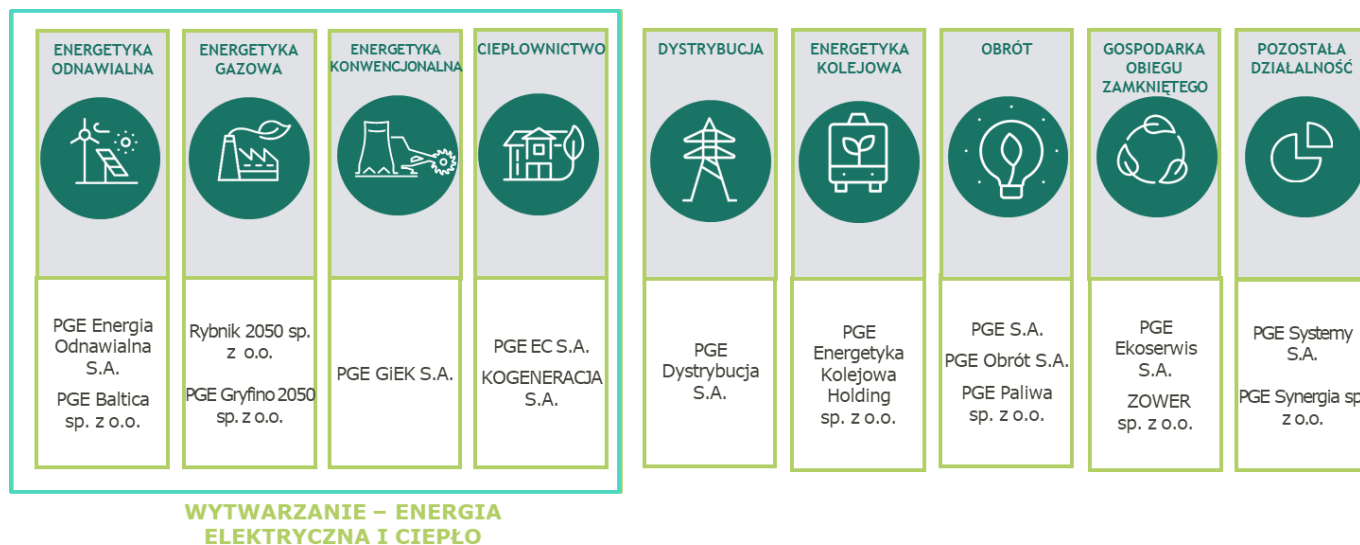 ENERGETYKA
ODNAWIALNA
ENERGETYKA
GAZOWA
ENERGETYKA
KONWENCJONALNA
CIEPŁOWNICTWO
DYSTRYBUCJA
ENERGETYKA
KOLEJOWA
OBRÓT
GOSPODARKA
OBIEGU
ZAMKNIĘTEGO
POZOSTAŁA
DZIAŁALNOŚĆ
PGE Energia
Odnawialna
S.A.
PGE Baltica
sp. z o.o.
Rybnik 2050 sp.
z o.o.
PGE Gryfino 2050
sp. z o.o.
PGE GiEK S.A.
PGE EC S.A.
KOGENERACJA
S.A.
PGE
Dystrybucja
S.A.
PGE
Energetyka
Kolejowa
Holding
sp. z o.o.
PGE S.A.
PGE Obrót S.A.
PGE Paliwa
sp. z o.o.
PGE
Ekoserwis
S.A.
ZOWER
sp. z o.o.
PGE Systemy
S.A.
PGE Synergia sp
z o.o.
WYTWARZANIE – ENERGIA
ELEKTRYCZNA I CIEPŁO